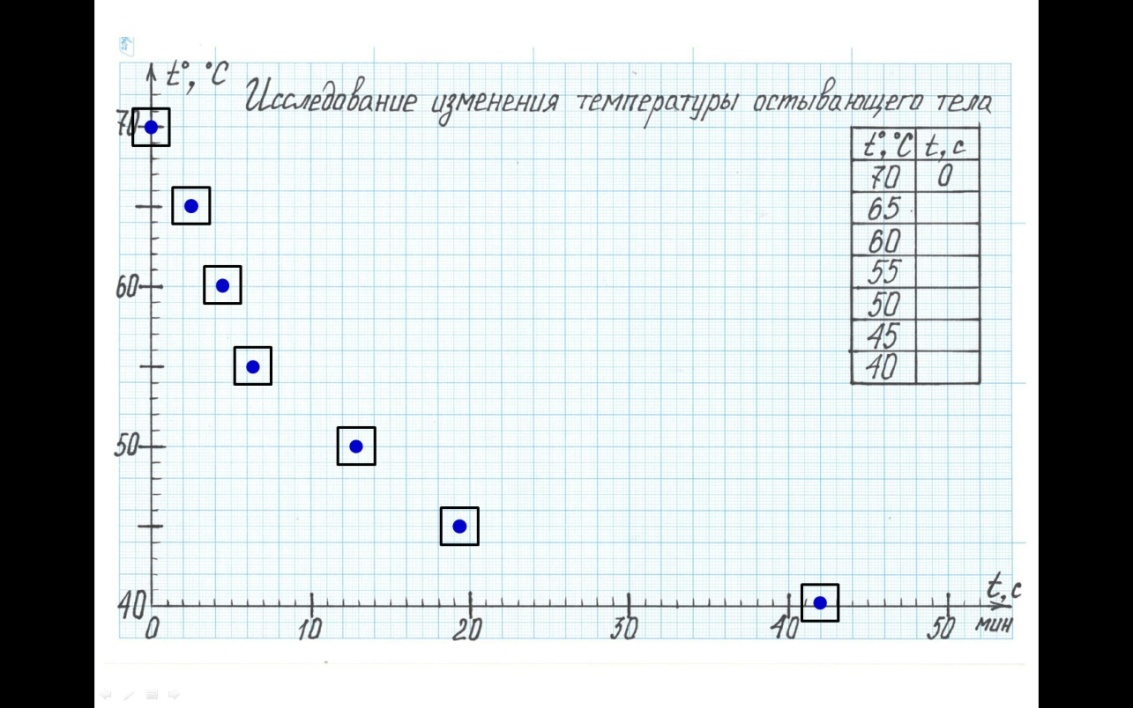 t°, °C
Исследование изменения температуры остывающего тела
70
t°, °C t, с
70 0
65
60
55
50
45
40
60
50
40
t, с
0 10 20 30 40 50 мин